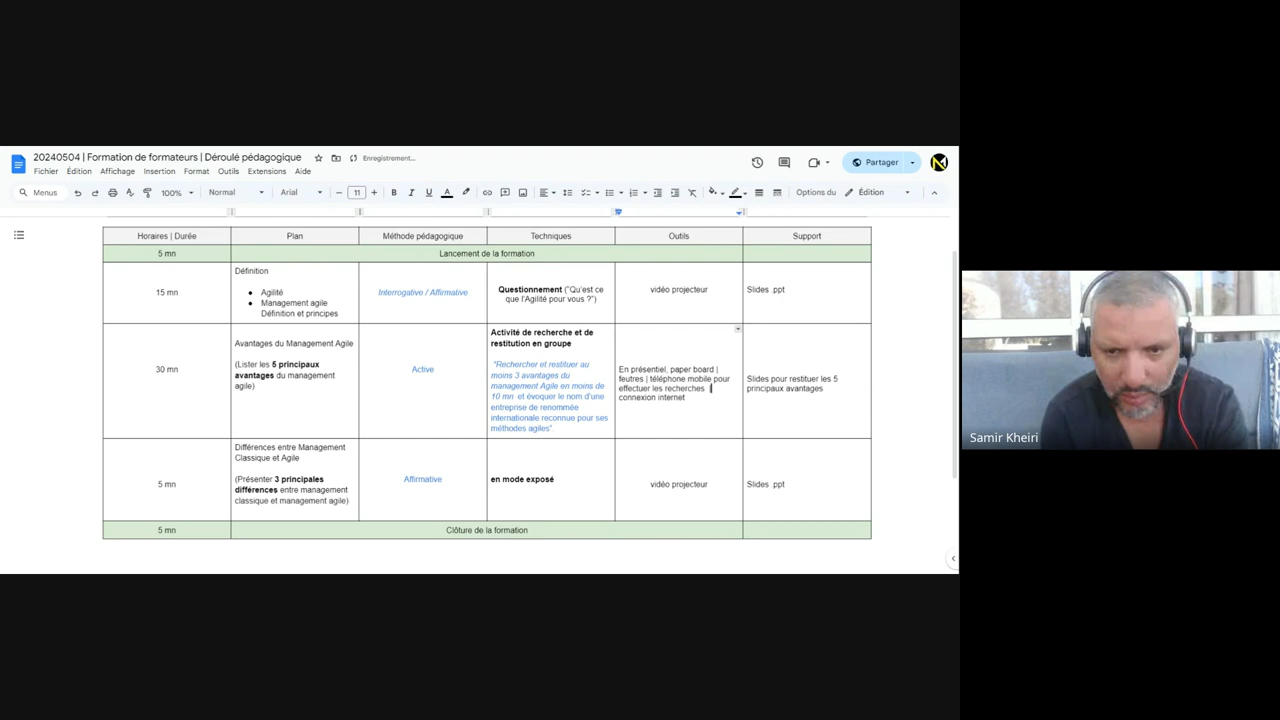 20240504 | Formation de formateurs | Déroulé pédagogique
Enregistrement...
Fichier Édition Affichage Insertion Format Outils Extensions Aide
Partager
Menus 100% Normal Arial 11 Options du Édition
Horaires | Durée Plan Méthode pédagogique Techniques Outils Support
5 mn Lancement de la formation
15 mn
Définition
Agilité
Management agile
Définition et principes
Interrogative / Affirmative
Questionnement ("Qu'est ce
que l'Agilité pour vous ?")
vidéo projecteur
Slides .ppt
30 mn
Avantages du Management Agile
(Lister les 5 principaux
avantages du management
agile)
Active
Activité de recherche et de
restitution en groupe
"Rechercher et restituer au
moins 3 avantages du
management Agile en moins de
10 mn et évoquer le nom d'une
entreprise de renommée
internationale reconnue pour ses
méthodes agiles".
En présentiel, paper board |
feutres | téléphone mobile pour
effectuer les recherches |
connexion internet
Slides pour restituer les 5
principaux avantages
5 mn
Différences entre Management
Classique et Agile
(Présenter 3 principales
différences entre management
classique et management agile)
Affirmative
en mode exposé
vidéo projecteur
Slides .ppt
5 mn Clôture de la formation
Samir Kheiri